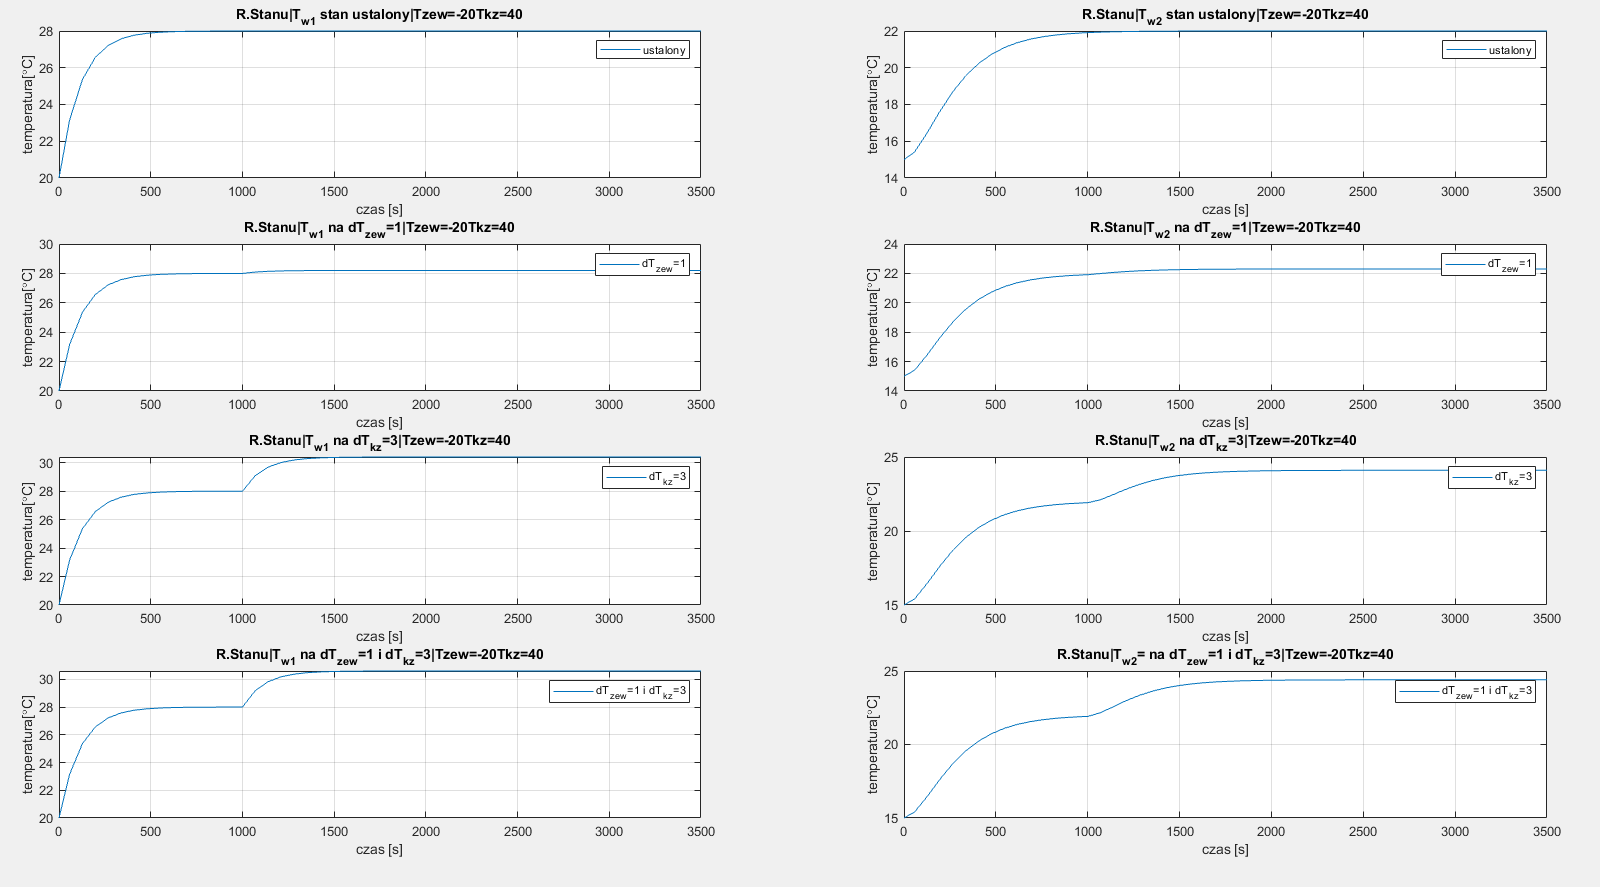 R.Stanu|Tw1 stan ustalony|Tzew=-20Tkz=40
28
26
24
22
20
temperatura[°C]
ustalony
0 500 1000 1500 2000 2500 3000 3500
czas [s]
R.Stanu|Tw2 stan ustalony|Tzew=-20Tkz=40
22
20
18
16
14
temperatura[°C]
ustalony
0 500 1000 1500 2000 2500 3000 3500
czas [s]
R.Stanu|Tw1 na dTzew=1|Tzew=-20Tkz=40
30
28
26
24
22
20
temperatura[°C]
dTzew=1
0 500 1000 1500 2000 2500 3000 3500
czas [s]
R.Stanu|Tw2 na dTzew=1|Tzew=-20Tkz=40
24
22
20
18
16
14
temperatura[°C]
dTzew=1
0 500 1000 1500 2000 2500 3000 3500
czas [s]
R.Stanu|Tw1 na dTkz=3|Tzew=-20Tkz=40
30
28
26
24
22
20
temperatura[°C]
dTkz=3
0 500 1000 1500 2000 2500 3000 3500
czas [s]
R.Stanu|Tw2 na dTkz=3|Tzew=-20Tkz=40
25
20
15
temperatura[°C]
dTkz=3
0 500 1000 1500 2000 2500 3000 3500
czas [s]
R.Stanu|Tw1 na dTzew=1 i dTkz=3|Tzew=-20Tkz=40
30
28
26
24
22
20
temperatura[°C]
dTzew=1 i dTkz=3
0 500 1000 1500 2000 2500 3000 3500
czas [s]
R.Stanu|Tw2= na dTzew=1 i dTkz=3|Tzew=-20Tkz=40
25
20
15
temperatura[°C]
dTzew=1 i dTkz=3
0 500 1000 1500 2000 2500 3000 3500
czas [s]